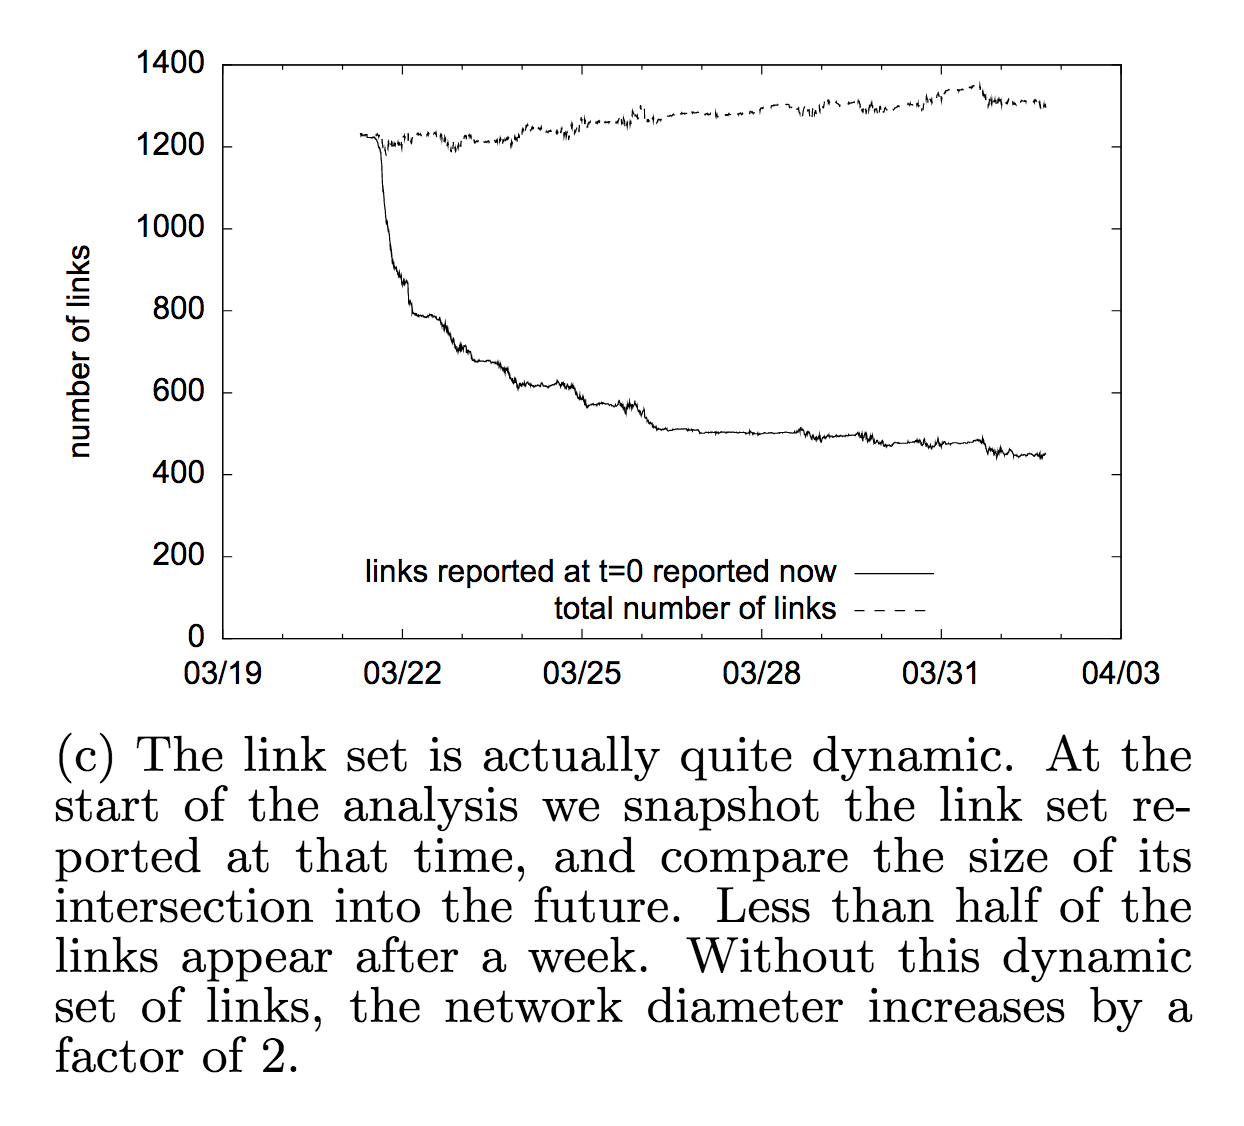 1400
1200
1000
800
600
400
200
0
number of links
links reported at t=0 reported now
total number of links
03/19 03/22 03/25 03/28 03/31 04/03
(c) The link set is actually quite dynamic. At the
start of the analysis we snapshot the link set re-
ported at that time, and compare the size of its
intersection into the future. Less than half of the
links appear after a week. Without this dynamic
set of links, the network diameter increases by a
factor of 2.